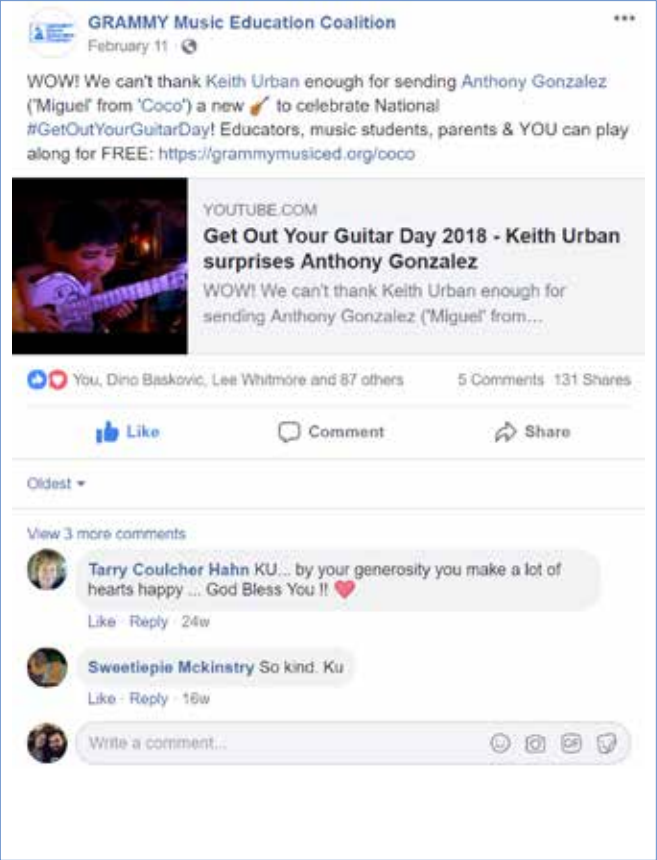 GRAMMY Music Education Coalition
February 11
WOW! We can't thank Keith Urban enough for sending Anthony Gonzalez
('Miguel' from 'Coco') a new 🎸 to celebrate National
#GetOutYourGuitarDay! Educators, music students, parents & YOU can play
along for FREE: https://grammymusiced.org/coco
YOUTUBE.COM
Get Out Your Guitar Day 2018 - Keith Urban
surprises Anthony Gonzalez
WOW! We can't thank Keith Urban enough for
sending Anthony Gonzalez ('Miguel' from...
You, Dino Baskovic, Lee Whitmore and 87 others 5 Comments 131 Shares
Like Comment Share
Oldest
View 3 more comments
Tarry Coulcher Hahn KU... by your generosity you make a lot of
hearts happy ... God Bless You !! ❤
Like · Reply · 24w
Sweetiepie Mckinstry So kind. Ku
Like · Reply · 16w
Write a comment...
GIF